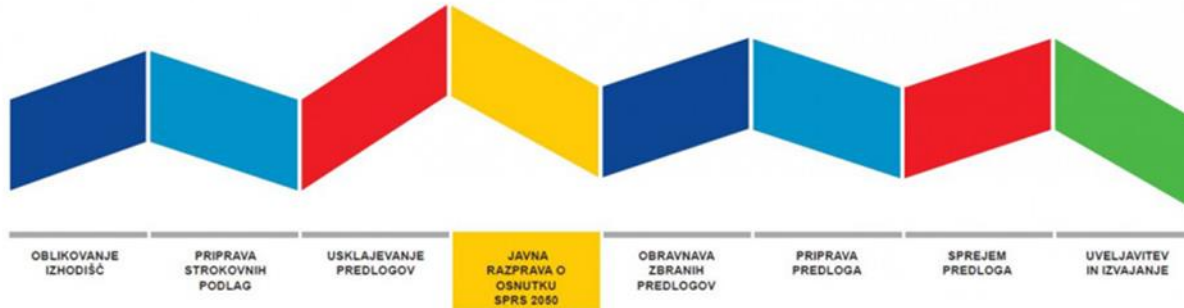 OBLIKOVANJE
IZHODIŠČ
PRIPRAVA
STROKOVNIH
PODLAG
USKLAJEVANJE
PREDLOGOV
JAVNA
RAZPRAVA O
OSNUTKU
SPRS 2050
OBRAVNAVA
ZBRANIH
PREDLOGOV
PRIPRAVA
PREDLOGA
SPREJEM
PREDLOGA
UVELJAVITEV
IN IZVAJANJE